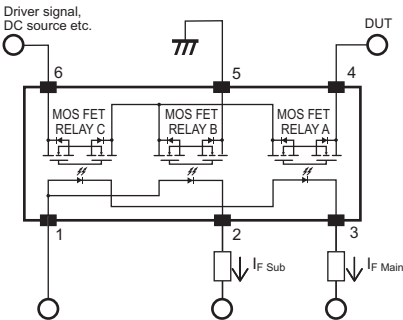 Driver signal,
DC source etc.
DUT
6
5
4
MOS FET
RELAY C
MOS FET
RELAY B
MOS FET
RELAY A
1
2
3
IF Sub
IF Main